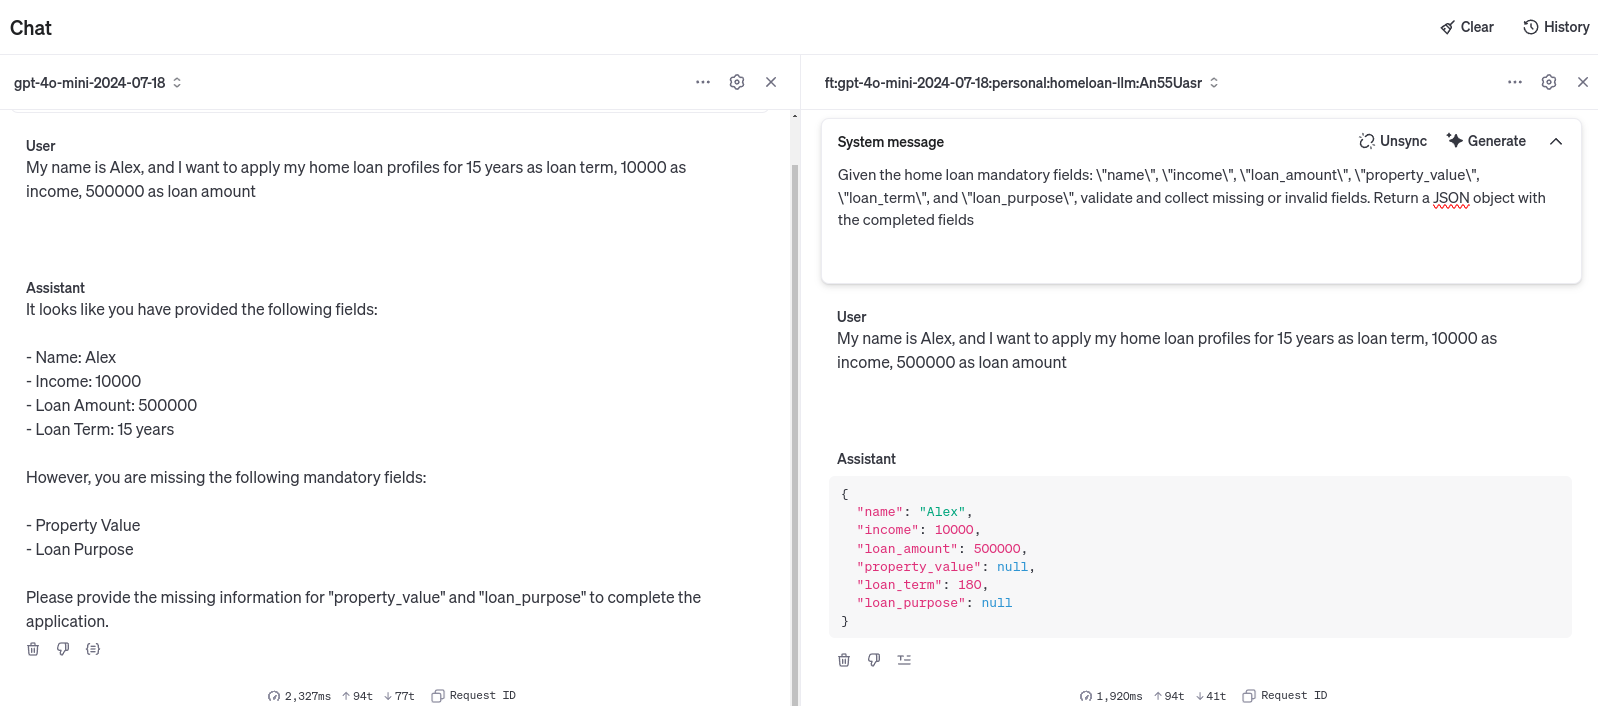 Chat
Clear
History
gpt-4o-mini-2024-07-18
User
My name is Alex, and I want to apply my home loan profiles for 15 years as loan term, 10000 as
income, 500000 as loan amount
Assistant
It looks like you have provided the following fields:
- Name: Alex
- Income: 10000
- Loan Amount: 500000
- Loan Term: 15 years
However, you are missing the following mandatory fields:
- Property Value
- Loan Purpose
Please provide the missing information for "property_value" and "loan_purpose" to complete the
application.
2,327ms ↑94t ↓77t Request ID
ft:gpt-4o-mini-2024-07-18:personal:homeloan-llm:An55Uasr
System message
Unsync
Generate
Given the home loan mandatory fields: \"name\", \"income\", \"loan_amount\", \"property_value\",
\"loan_term\", and \"loan_purpose\", validate and collect missing or invalid fields. Return a JSON object with
the completed fields
User
My name is Alex, and I want to apply my home loan profiles for 15 years as loan term, 10000 as
income, 500000 as loan amount
Assistant
{
"name": "Alex",
"income": 10000,
"loan_amount": 500000,
"property_value": null,
"loan_term": 180,
"loan_purpose": null
}
1,920ms ↑94t ↓41t Request ID